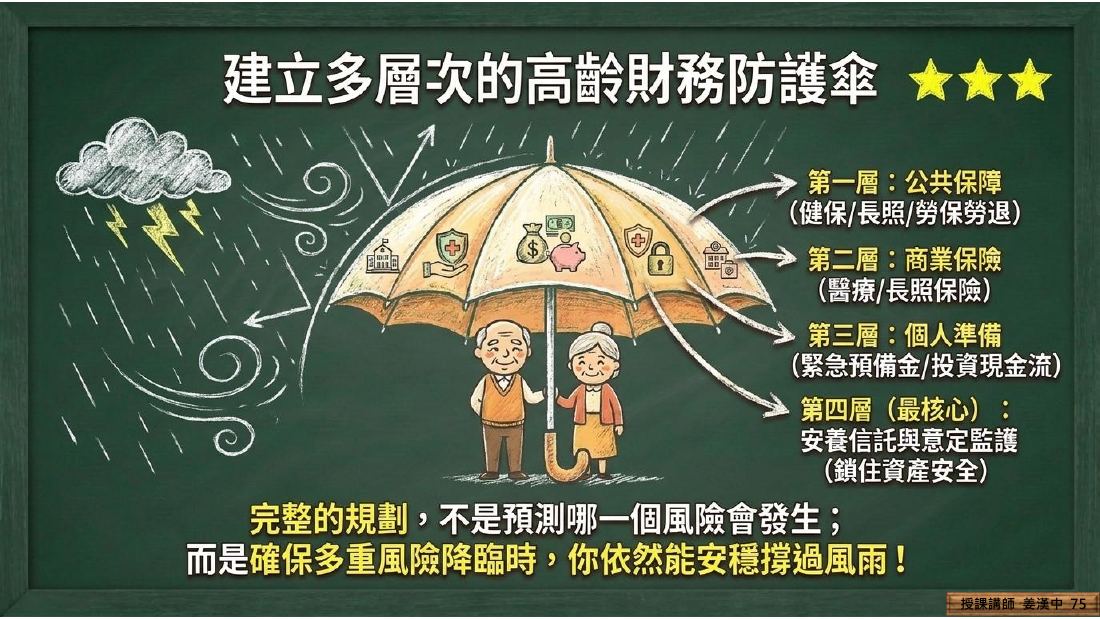 建立多層次的高齡財務防護傘
第一層：公共保障
（健保/長照/勞保勞退）
第二層：商業保險
（醫療/長照保險）
第三層：個人準備
（緊急預備金/投資現金流）
第四層（最核心）：
安養信託與意定監護
（鎖住資產安全）
$
完整的規劃，不是預測哪一個風險會發生；
而是確保多重風險降臨時，你依然能安穩撐過風雨！
授課講師 姜漢中 75